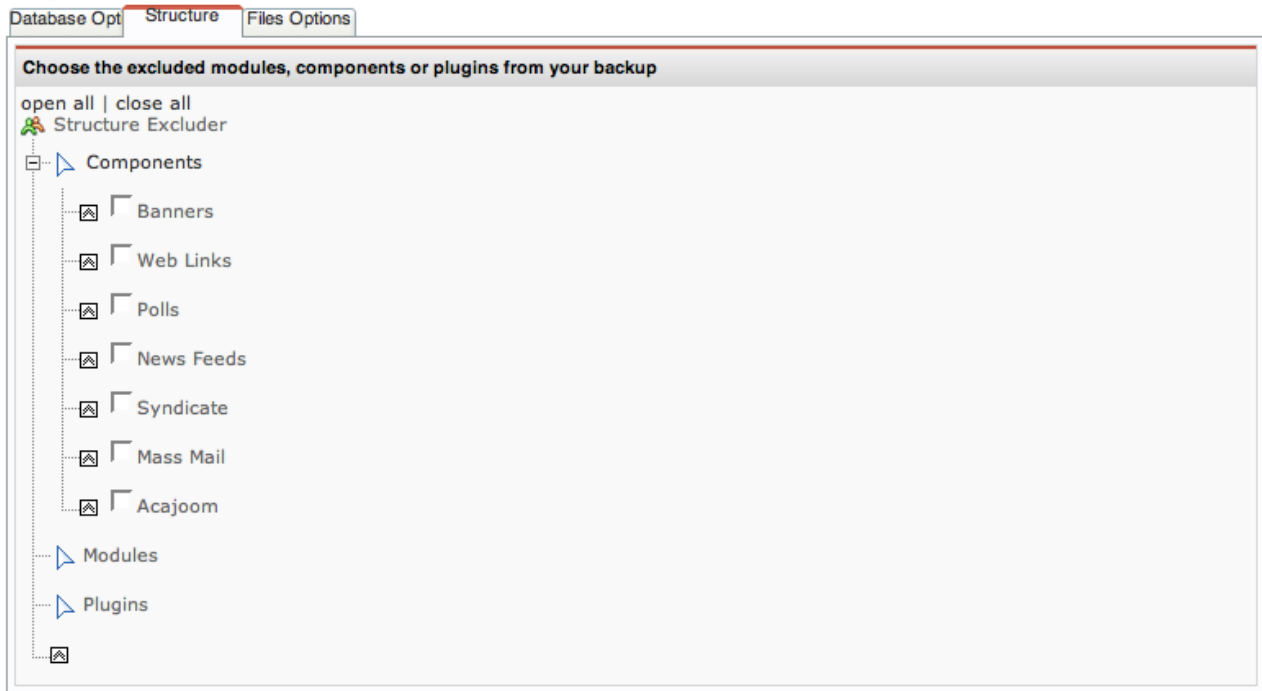 Database Opt Structure Files Options
Choose the excluded modules, components or plugins from your backup
open all | close all
Structure Excluder
Components
Banners
Web Links
Polls
News Feeds
Syndicate
Mass Mail
Acajoom
Modules
Plugins